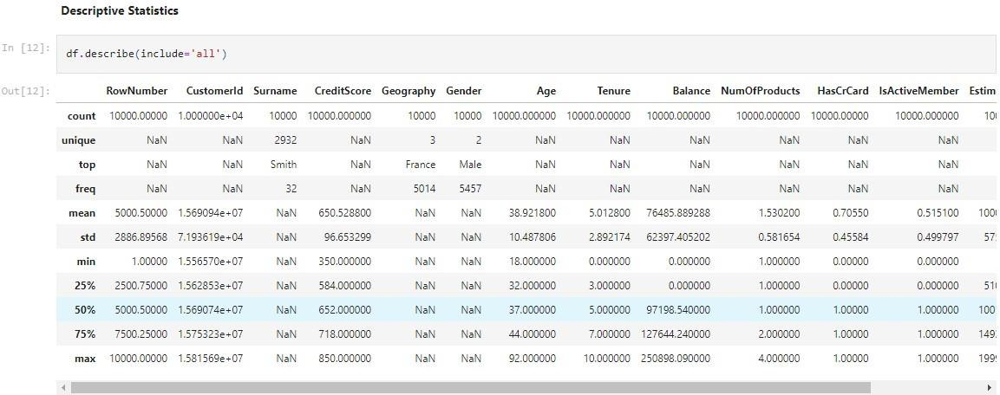 Descriptive Statistics
In [12]: df.describe(include='all')
Out[12]: RowNumber CustomerId Surname CreditScore Geography Gender Age Tenure Balance NumOfProducts HasCrCard IsActiveMember Estim
count 10000.00000 1.000000e+04 10000 10000.000000 10000 10000 10000.000000 10000.000000 10000.000000 10000.000000 10000.00000 10000.000000 10
unique NaN NaN 2932 NaN 3 2 NaN NaN NaN NaN NaN NaN
top NaN NaN Smith NaN France Male NaN NaN NaN NaN NaN NaN
freq NaN NaN 32 NaN 5014 5457 NaN NaN NaN NaN NaN NaN
mean 5000.50000 1.569094e+07 NaN 650.528800 NaN NaN 38.921800 5.012800 76485.889288 1.530200 0.70550 0.515100 100
std 2886.89568 7.193619e+04 NaN 96.653299 NaN NaN 10.487806 2.892174 62397.405202 0.581654 0.45584 0.499797 57
min 1.00000 1.556570e+07 NaN 350.000000 NaN NaN 18.000000 0.000000 0.000000 1.000000 0.00000 0.000000
25% 2500.75000 1.562853e+07 NaN 584.000000 NaN NaN 32.000000 3.000000 0.000000 1.000000 0.00000 0.000000 51
50% 5000.50000 1.569074e+07 NaN 652.000000 NaN NaN 37.000000 5.000000 97198.540000 1.000000 1.00000 1.000000 100
75% 7500.25000 1.575323e+07 NaN 718.000000 NaN NaN 44.000000 7.000000 127644.240000 2.000000 1.00000 1.000000 149
max 10000.00000 1.581569e+07 NaN 850.000000 NaN NaN 92.000000 10.000000 250898.090000 4.000000 1.00000 1.000000 199